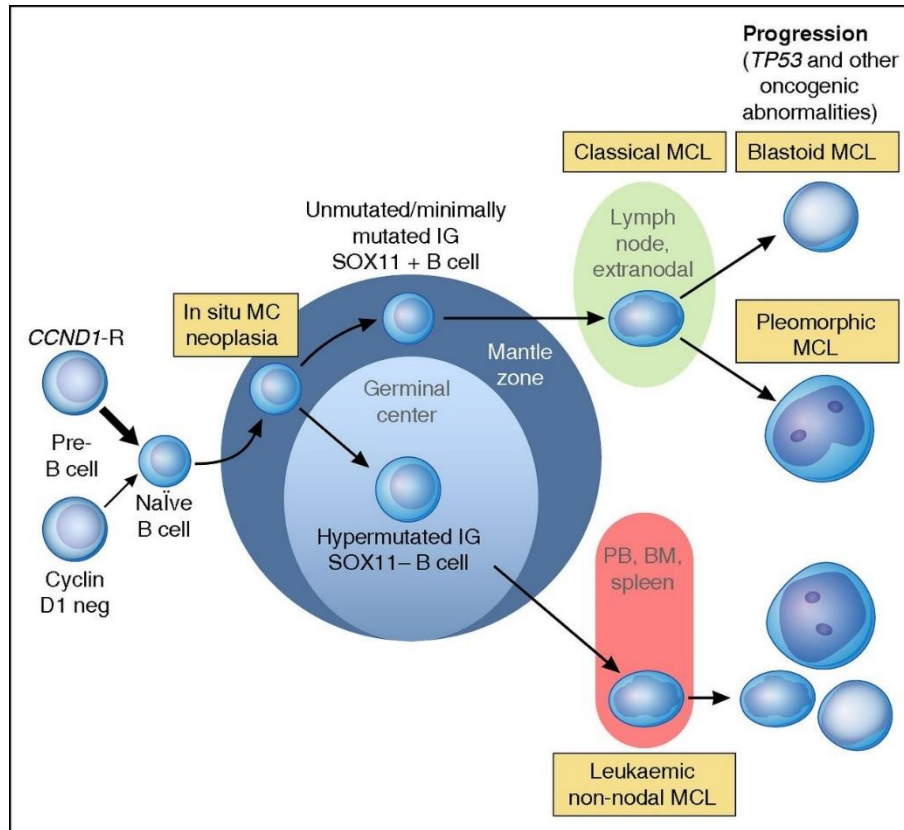 Progression
(TP53 and other
oncogenic
abnormalities)
Classical MCL
Blastoid MCL
Unmutated/minimally
mutated IG
SOX11 + B cell
Lymph
node,
extranodal
In situ MC
neoplasia
CCND1-R
Mantle
zone
Pleomorphic
MCL
Germinal
center
Pre-
B cell
NaÏve
B cell
Hypermutated IG
SOX11– B cell
Cyclin
D1 neg
PB, BM,
spleen
Leukaemic
non-nodal MCL